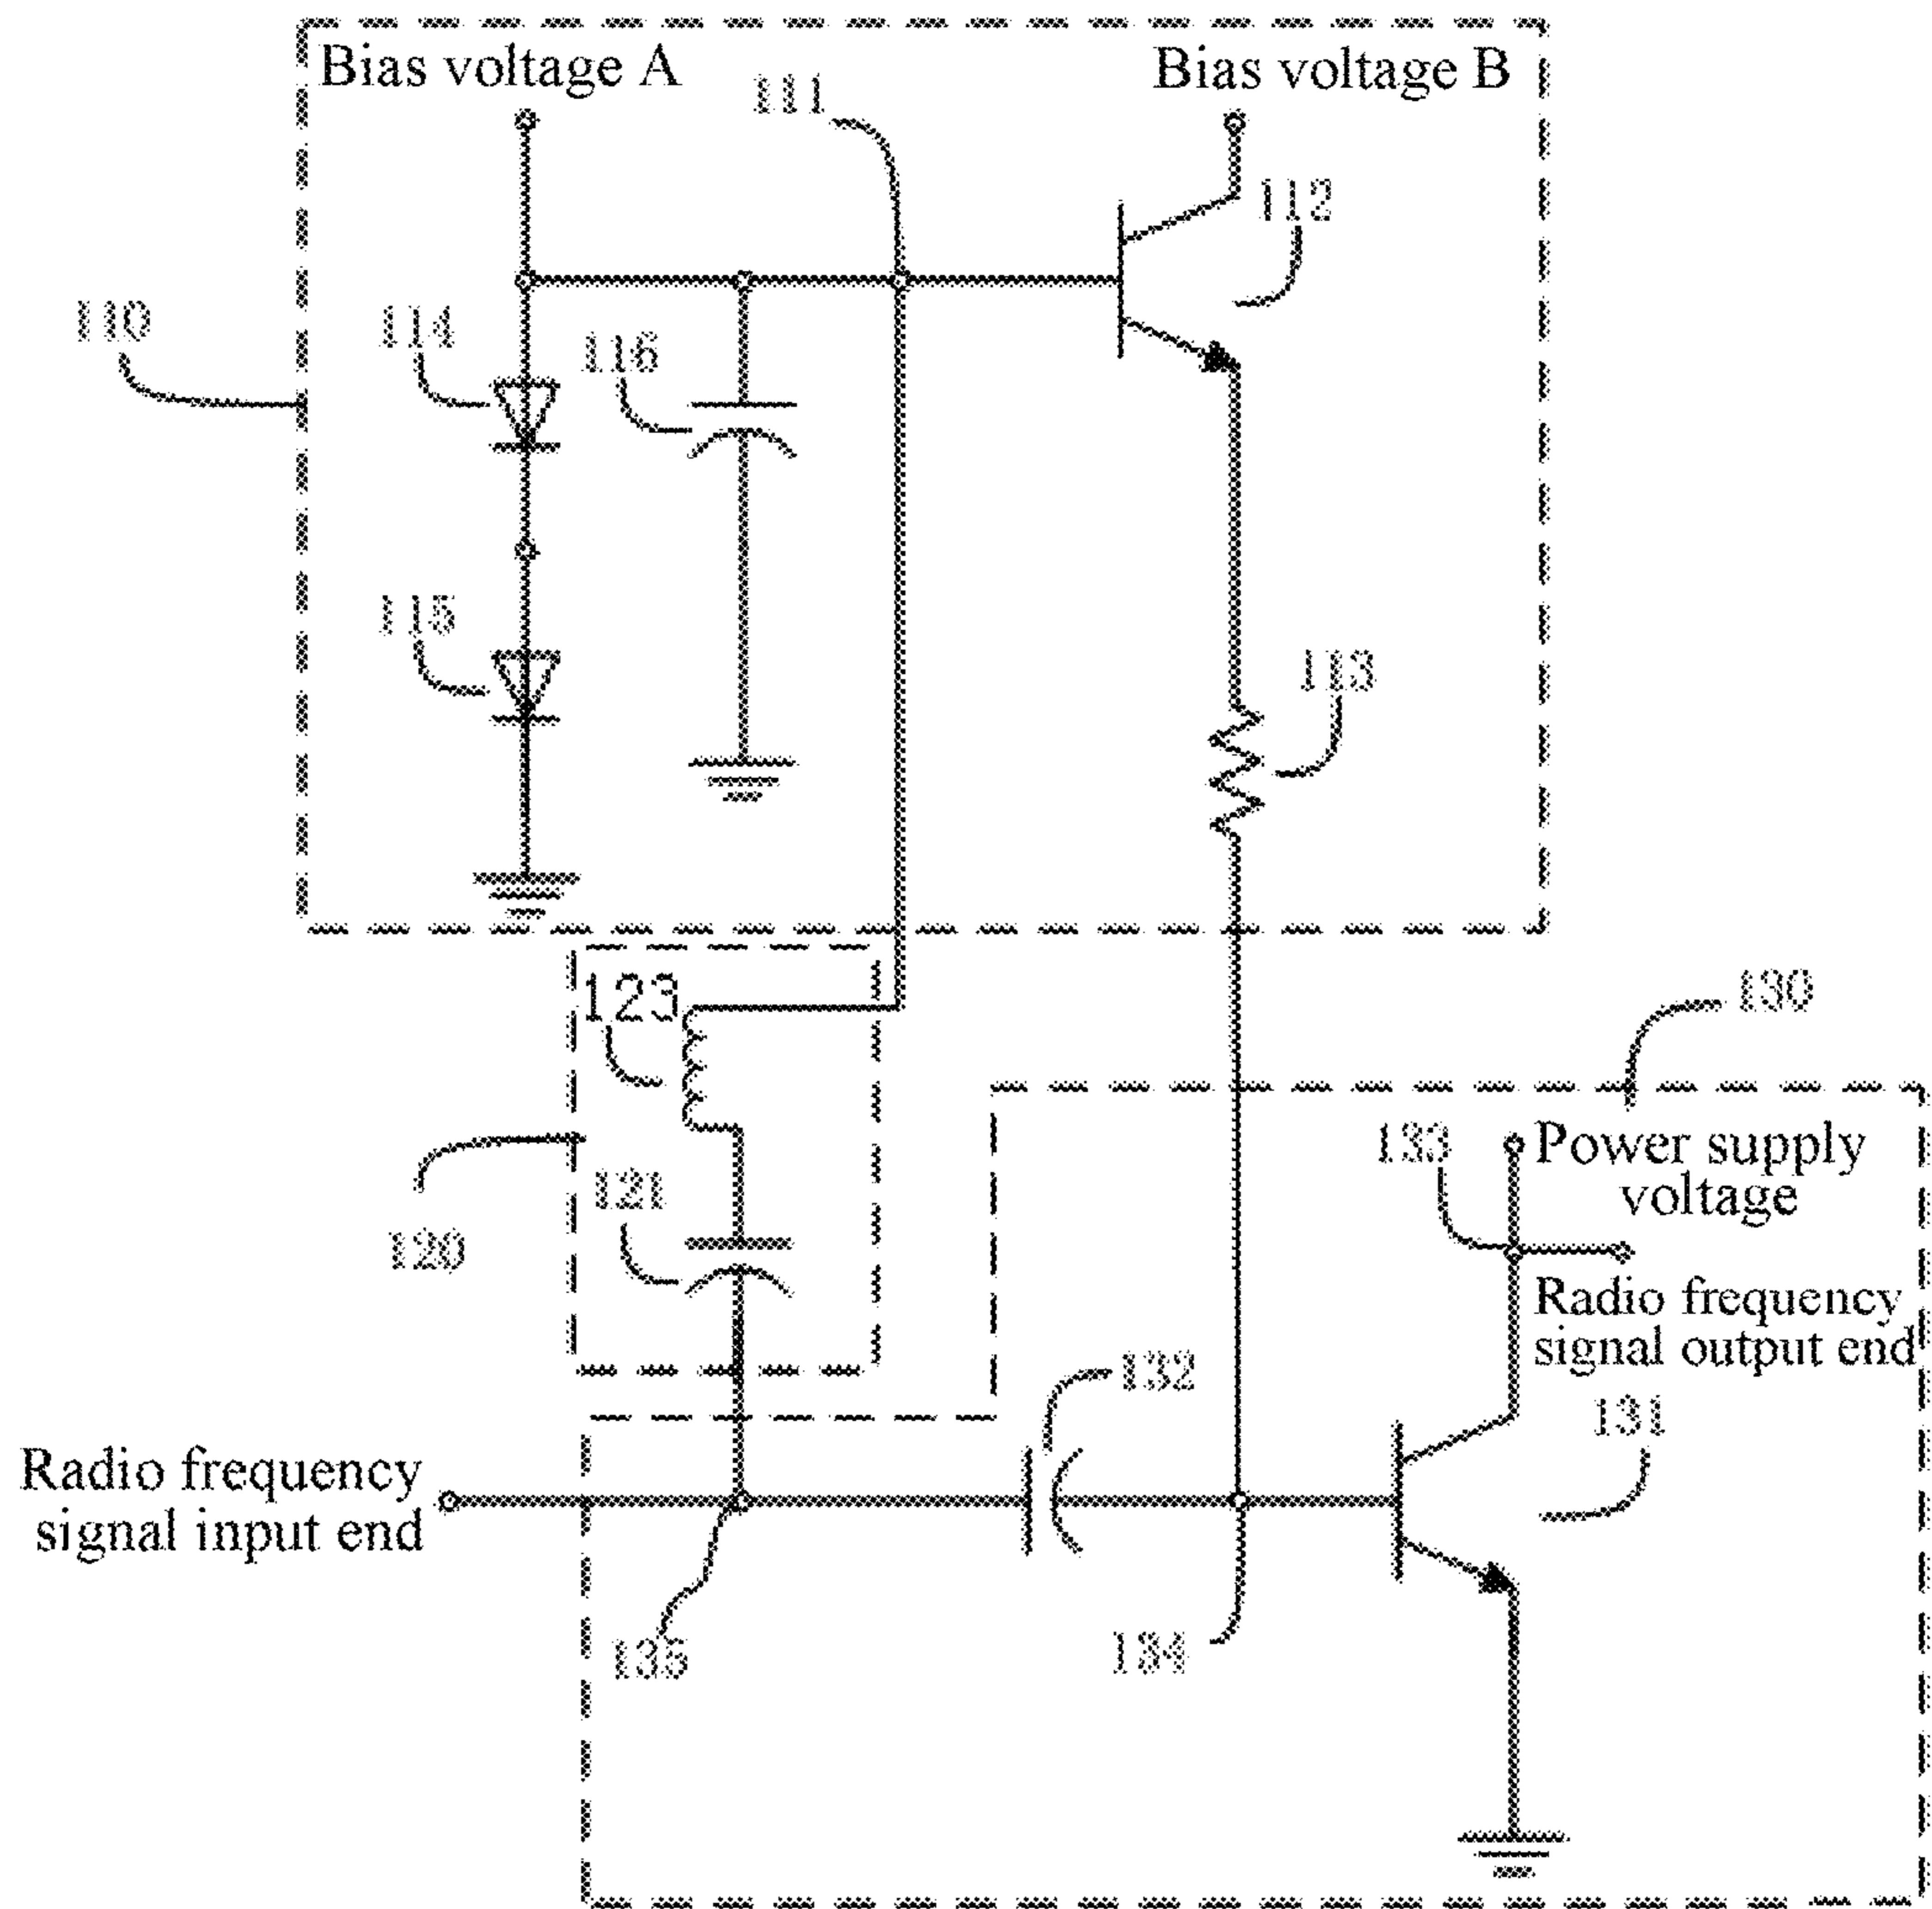 Bias voltage A
Bias voltage B
111
112
110
114
116
115
113
123
130
133
Power supply
voltage
121
120
Radio frequency
signal output end
132
131
Radio frequency
signal input end
135
134